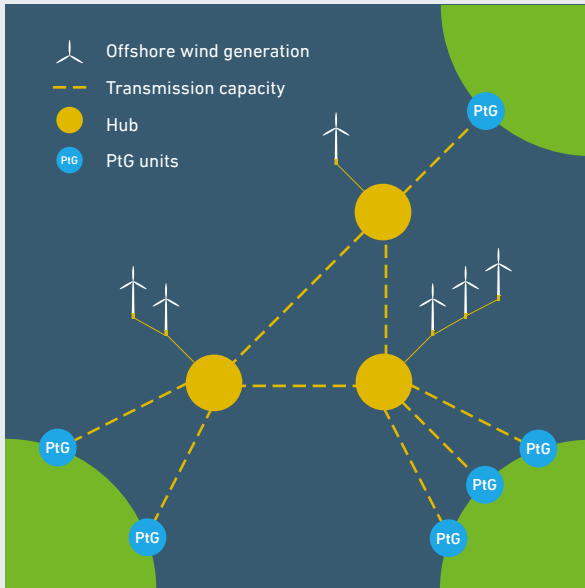 Offshore wind generation
Transmission capacity
Hub
PtG PtG units
PtG
PtG
PtG
PtG
PtG
PtG